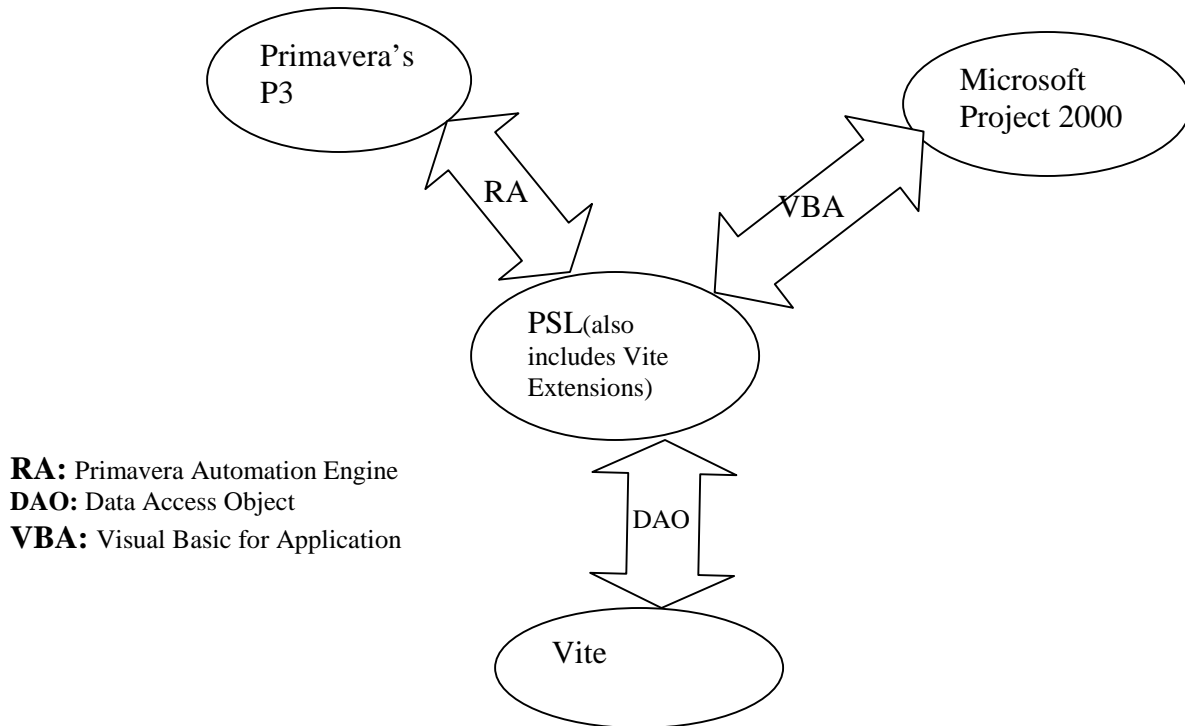 Primavera’s
P3
Microsoft
Project 2000
RA
VBA
PSL(also
includes Vite
Extensions)
RA: Primavera Automation Engine
DAO: Data Access Object
VBA: Visual Basic for Application
DAO
Vite